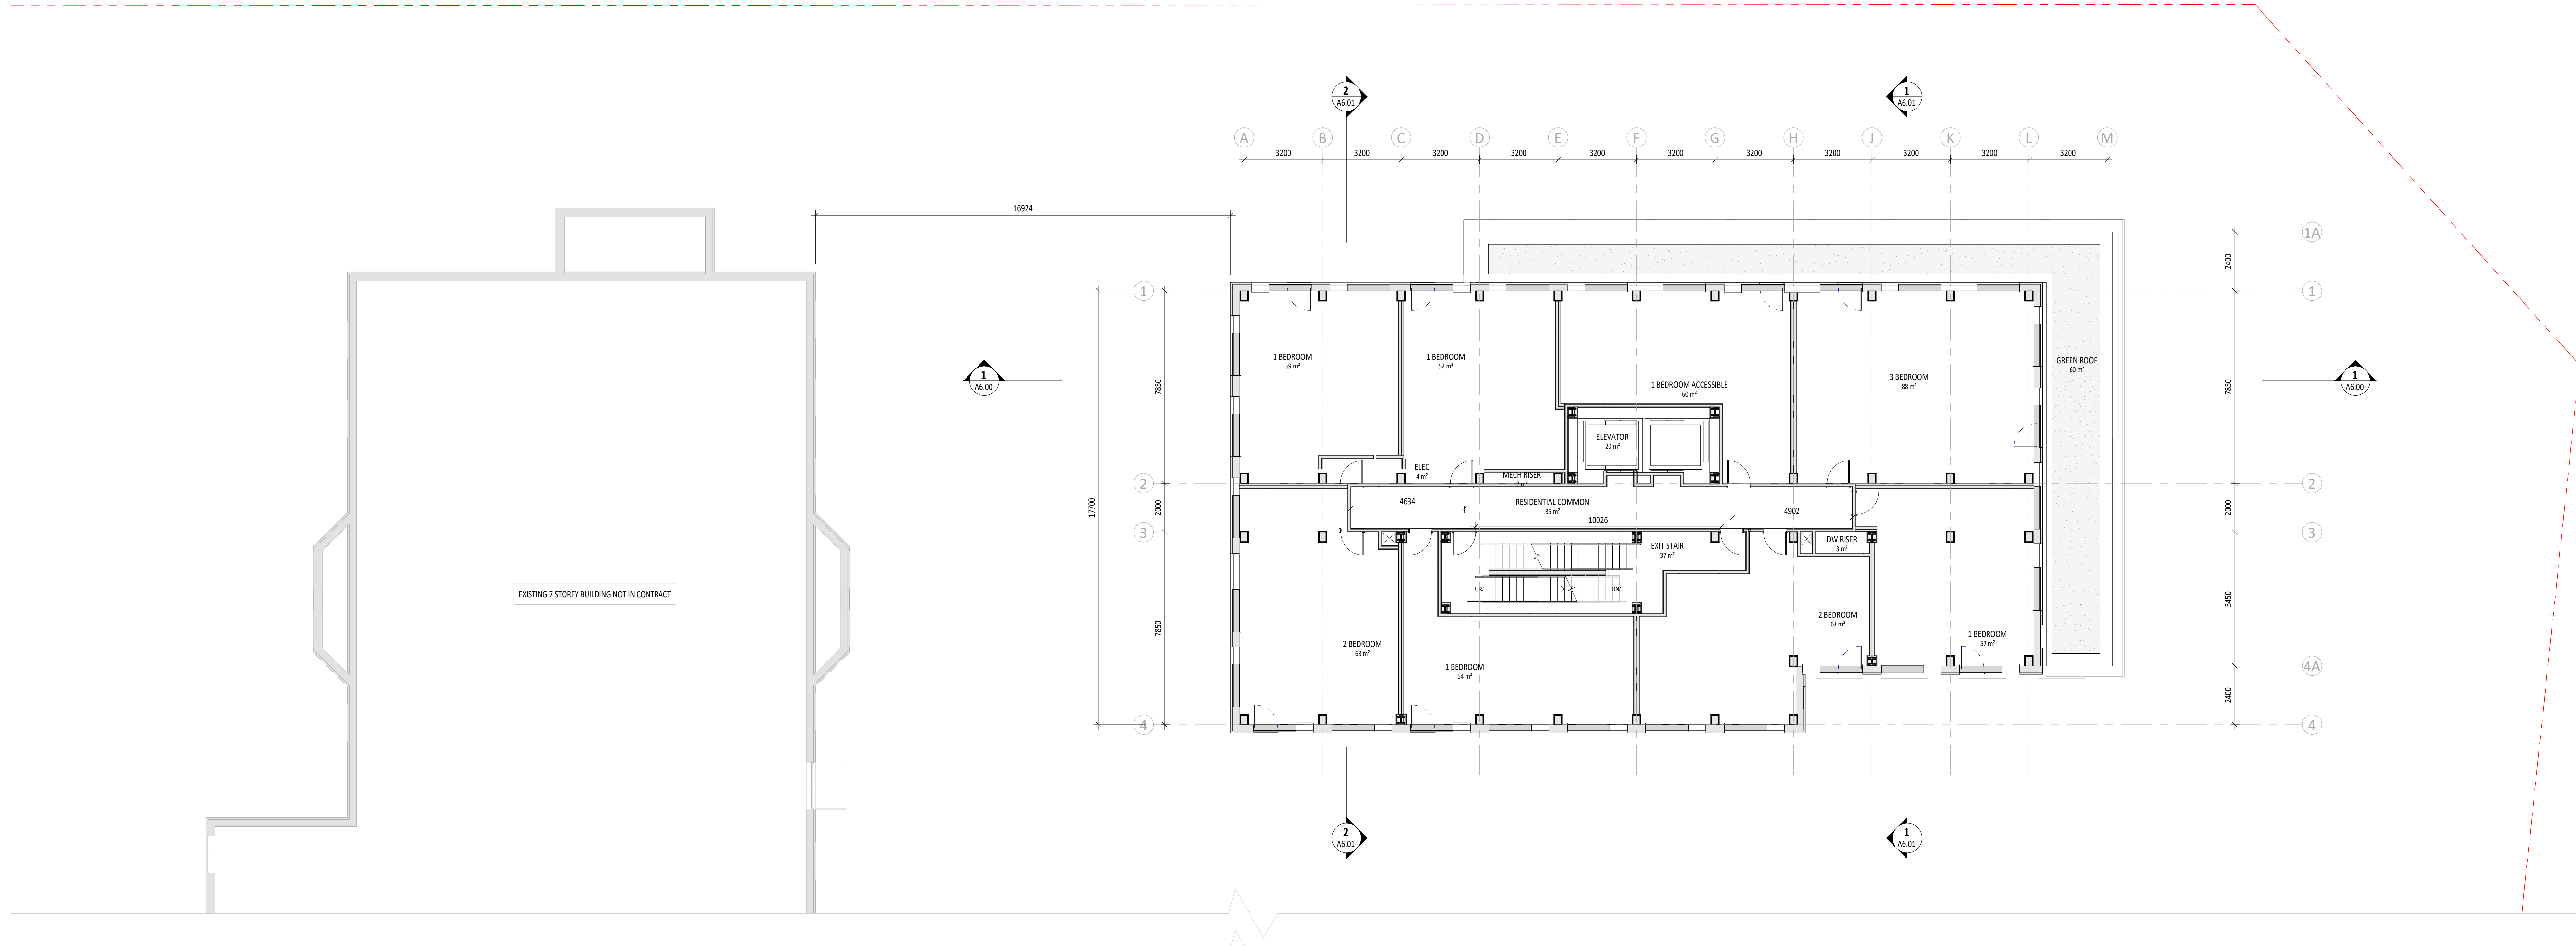 2
A6.01
1
A6.01
A B C D E F G H J K L M
3200 3200 3200 3200 3200 3200 3200 3200 3200 3200 3200
16924
1A
2400
1
1
1 BEDROOM
59 m²
1 BEDROOM
52 m²
1 BEDROOM ACCESSIBLE
60 m²
3 BEDROOM
88 m²
GREEN ROOF
60 m²
1
A6.00
1
A6.00
7850
7850
ELEVATOR
20 m²
ELEC
4 m²
MECH RISER
2 m²
2
2
17700
2000
2000
4634
RESIDENTIAL COMMON
35 m²
10026
4902
3
3
EXIT STAIR
37 m²
DW RISER
3 m²
UP
DN
EXISTING 7 STOREY BUILDING NOT IN CONTRACT
7850
5450
2 BEDROOM
68 m²
1 BEDROOM
54 m²
2 BEDROOM
63 m²
1 BEDROOM
57 m²
4A
2400
4
4
2
A6.01
1
A6.01